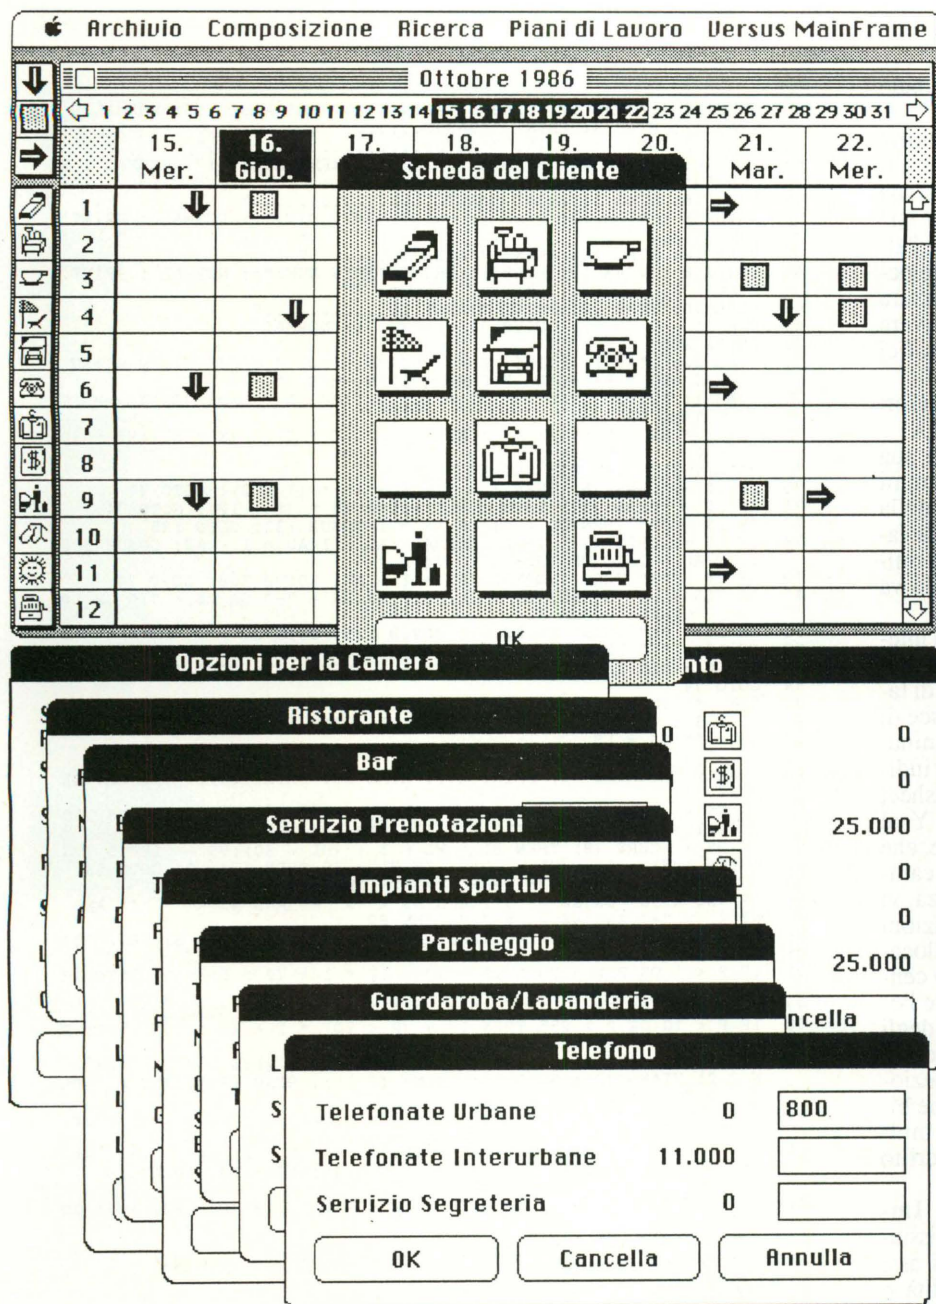 Archivio Composizione Ricerca Piani di Lavoro Versus MainFrame
Ottobre 1986
1 2 3 4 5 6 7 8 9 10 11 12 13 14 15 16 17 18 19 20 21 22 23 24 25 26 27 28 29 30 31
15. 16. 17. 18. 19. 20. 21. 22.
Mer. Giov. Mar. Mer.
Scheda del Cliente
1
2
3
4
5
6
7
8
9
10
11
12
OK
Opzioni per la Camera
nto
Ristorante
0 0
Bar
0
Servizio Prenotazioni
25.000
Impianti sportivi
0
0
Parcheggio
25.000
Guardaroba/Lavanderia
ncella
Telefono
Telefonate Urbane 0 800
Telefonate Interurbane 11.000
Servizio Segreteria 0
OK Cancella Annulla